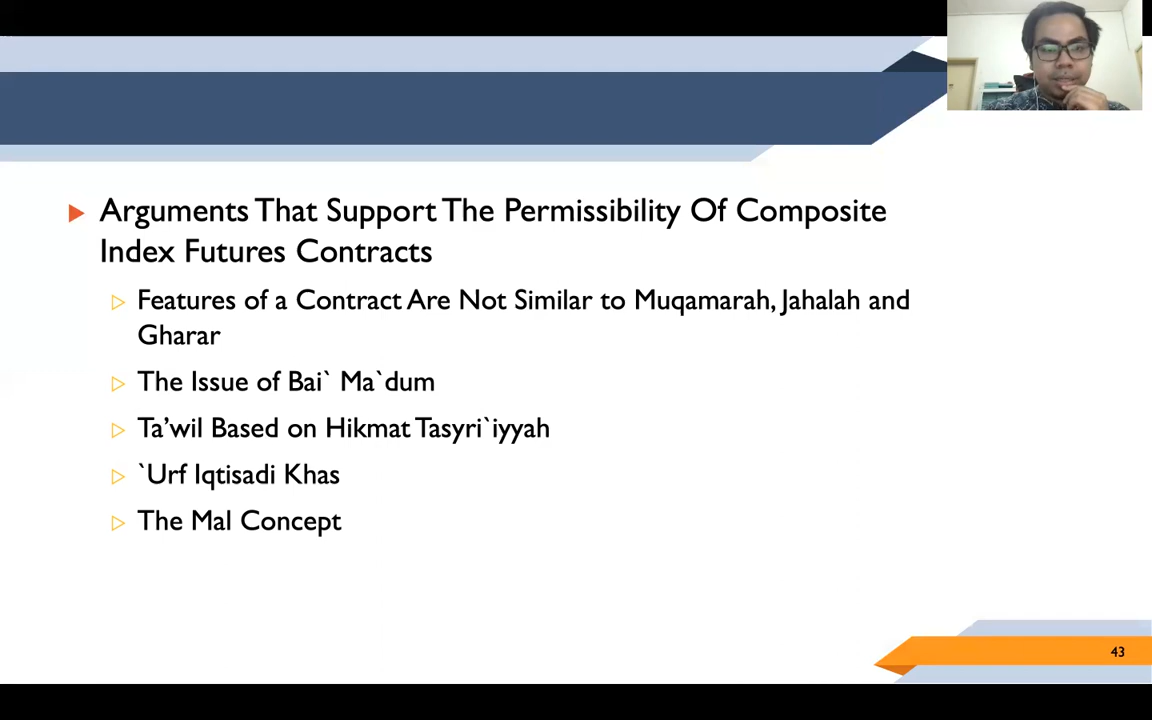 Arguments That Support The Permissibility Of Composite
Index Futures Contracts
Features of a Contract Are Not Similar to Muqamarah, Jahalah and
Gharar
The Issue of Bai` Ma`dum
Ta’wil Based on Hikmat Tasyri`iyyah
`Urf Iqtisadi Khas
The Mal Concept
43